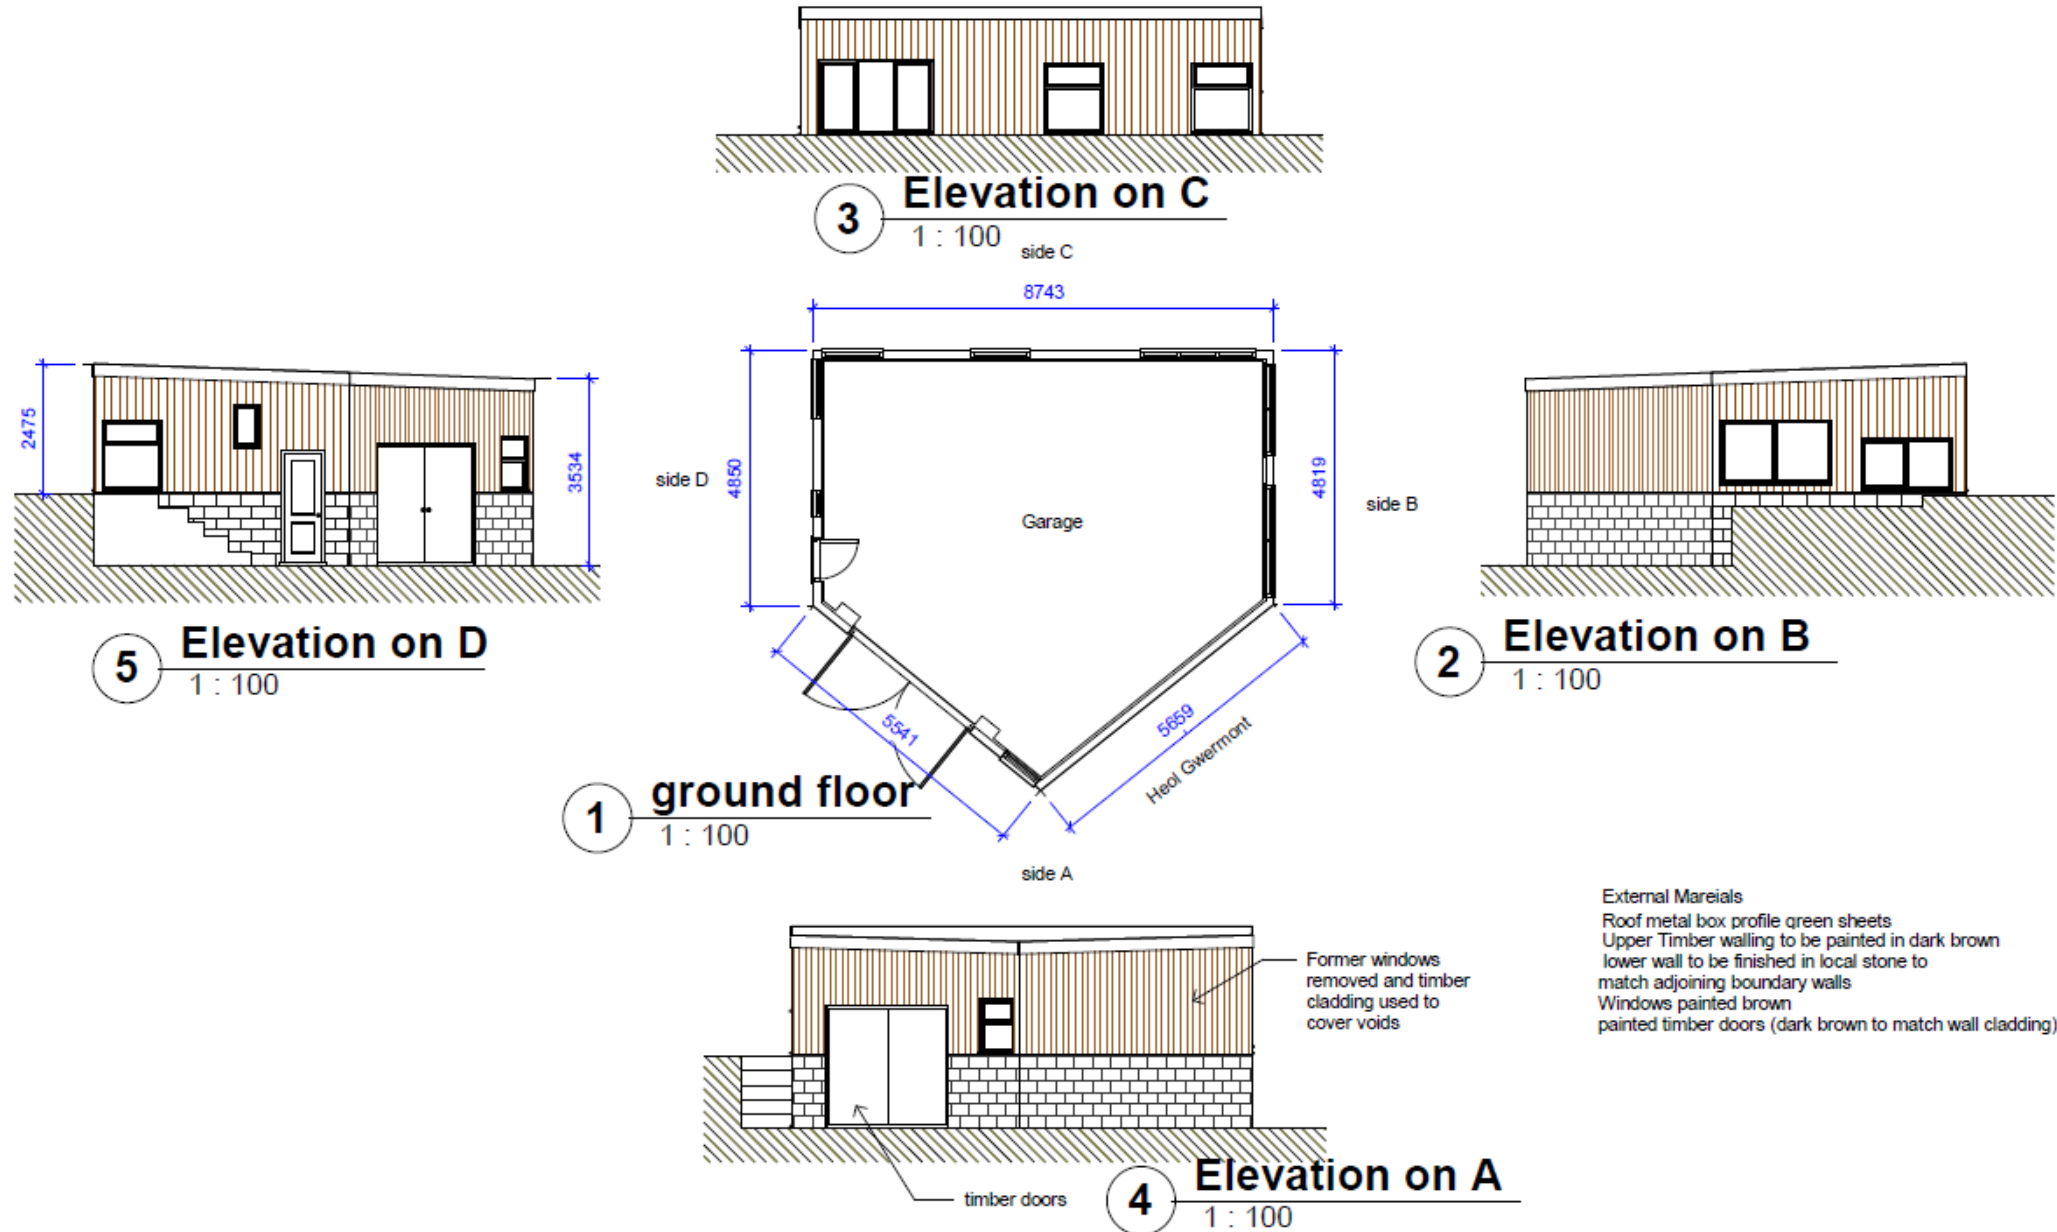 3
Elevation on C
1 : 100
side C
8743
2475
3534
5
Elevation on D
1 : 100
side D
4850
Garage
4819
side B
2
Elevation on B
1 : 100
5541
5659
Heol Gwermont
1
ground floor
1 : 100
side A
Former windows
removed and timber
cladding used to
cover voids
timber doors
4
Elevation on A
1 : 100
External Mareials
Roof metal box profile green sheets
Upper Timber walling to be painted in dark brown
lower wall to be finished in local stone to
match adjoining boundary walls
Windows painted brown
painted timber doors (dark brown to match wall cladding)